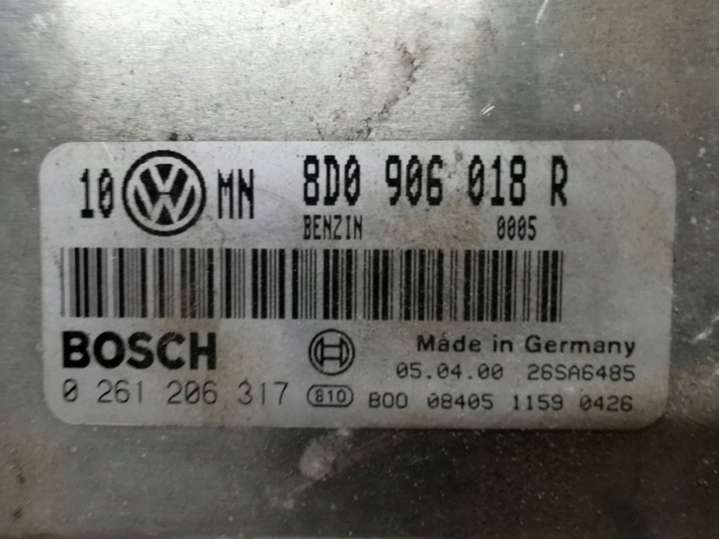 10 VW MN 8D0 906 018 R
BENZIN 0005
BOSCH
Made in Germany
05.04.00 26SA6485
0 261 206 317 810 B00 08405 1159 0426